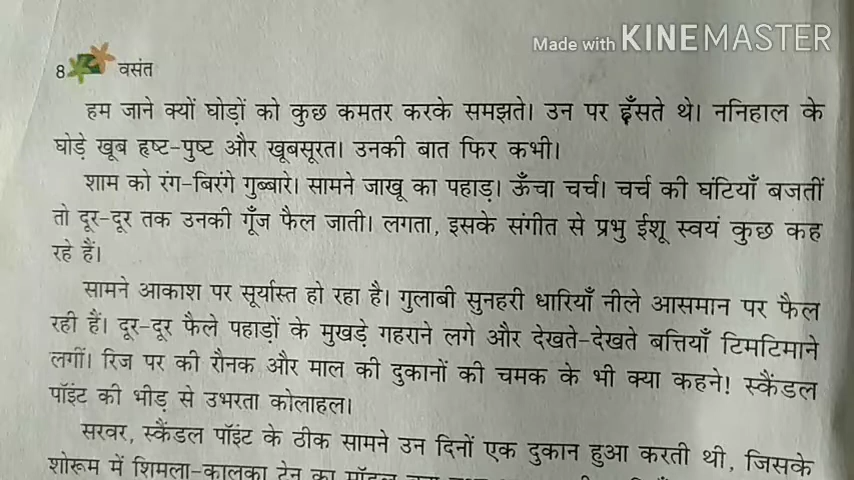 Made with KINEMASTER
8 वसंत
हम जाने क्यों घोड़ों को कुछ कमतर करके समझते। उन पर हँसते थे। ननिहाल के
घोड़े खूब हृष्ट-पुष्ट और खूबसूरत। उनकी बात फिर कभी।
शाम को रंग-बिरंगे गुब्बारे। सामने जाखू का पहाड़। ऊँचा चर्च। चर्च की घंटियाँ बजतीं
तो दूर-दूर तक उनकी गूँज फैल जाती। लगता, इसके संगीत से प्रभु ईशू स्वयं कुछ कह
रहे हैं।
सामने आकाश पर सूर्यास्त हो रहा है। गुलाबी सुनहरी धारियाँ नीले आसमान पर फैल
रही हैं। दूर-दूर फैले पहाड़ों के मुखड़े गहराने लगे और देखते-देखते बत्तियाँ टिमटिमाने
लगीं। रिज पर की रौनक और माल की दुकानों की चमक के भी क्या कहने! स्कैंडल
पॉइंट की भीड़ से उभरता कोलाहल।
सरवर, स्कैंडल पॉइंट के ठीक सामने उन दिनों एक दुकान हुआ करती थी, जिसके
शोरूम में शिमला-कालका ट्रेन का मॉडल